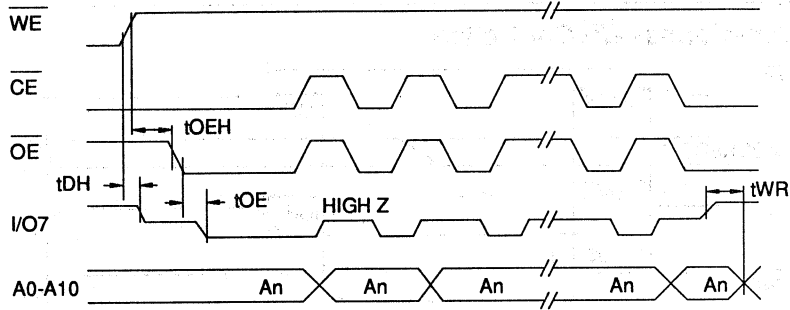 WE
CE
tOEH
OE
tDH
tOE
HIGH Z
tWR
I/O7
A0-A10 An An An An An